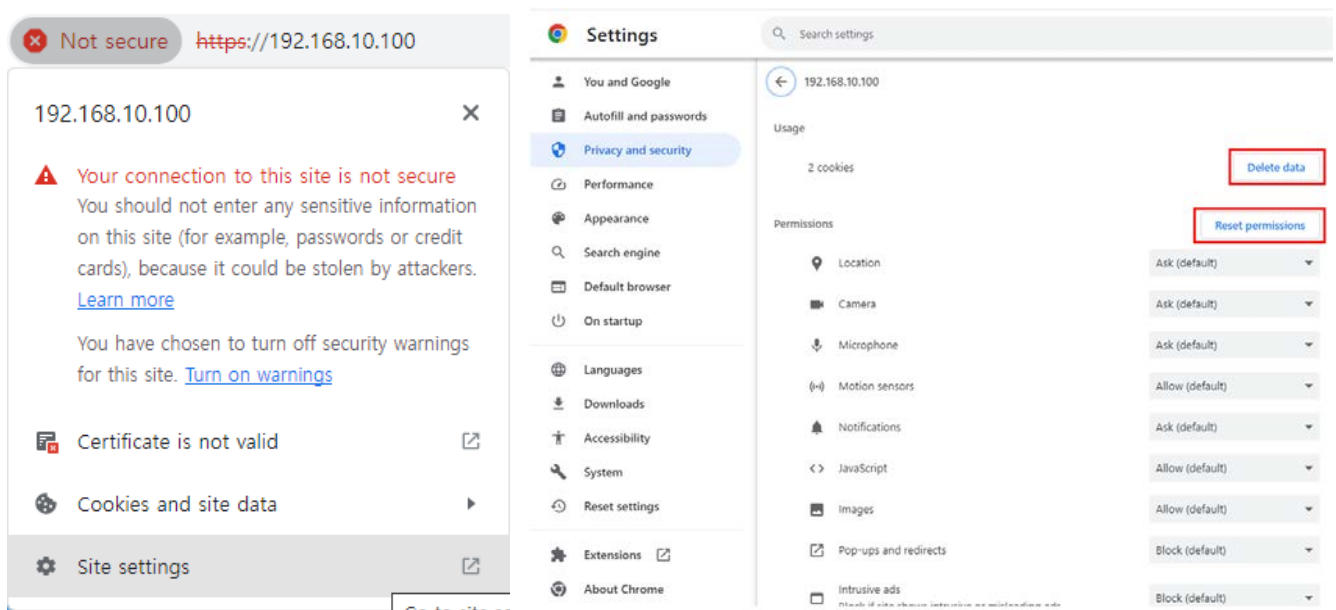 Not secure
https://192.168.10.100
192.168.10.100
Your connection to this site is not secure
You should not enter any sensitive information
on this site (for example, passwords or credit
cards), because it could be stolen by attackers.
Learn more
You have chosen to turn off security warnings
for this site. Turn on warnings
Certificate is not valid
Cookies and site data
Site settings
Settings
Search settings
You and Google
Autofill and passwords
Privacy and security
Performance
Appearance
Search engine
Default browser
On startup
Languages
Downloads
Accessibility
System
Reset settings
Extensions
About Chrome
192.168.10.100
Usage
2 cookies
Delete data
Permissions
Reset permissions
Location Ask (default)
Camera Ask (default)
Microphone Ask (default)
Motion sensors Allow (default)
Notifications Ask (default)
JavaScript Allow (default)
Images Allow (default)
Pop-ups and redirects Block (default)
Intrusive ads Block (default)